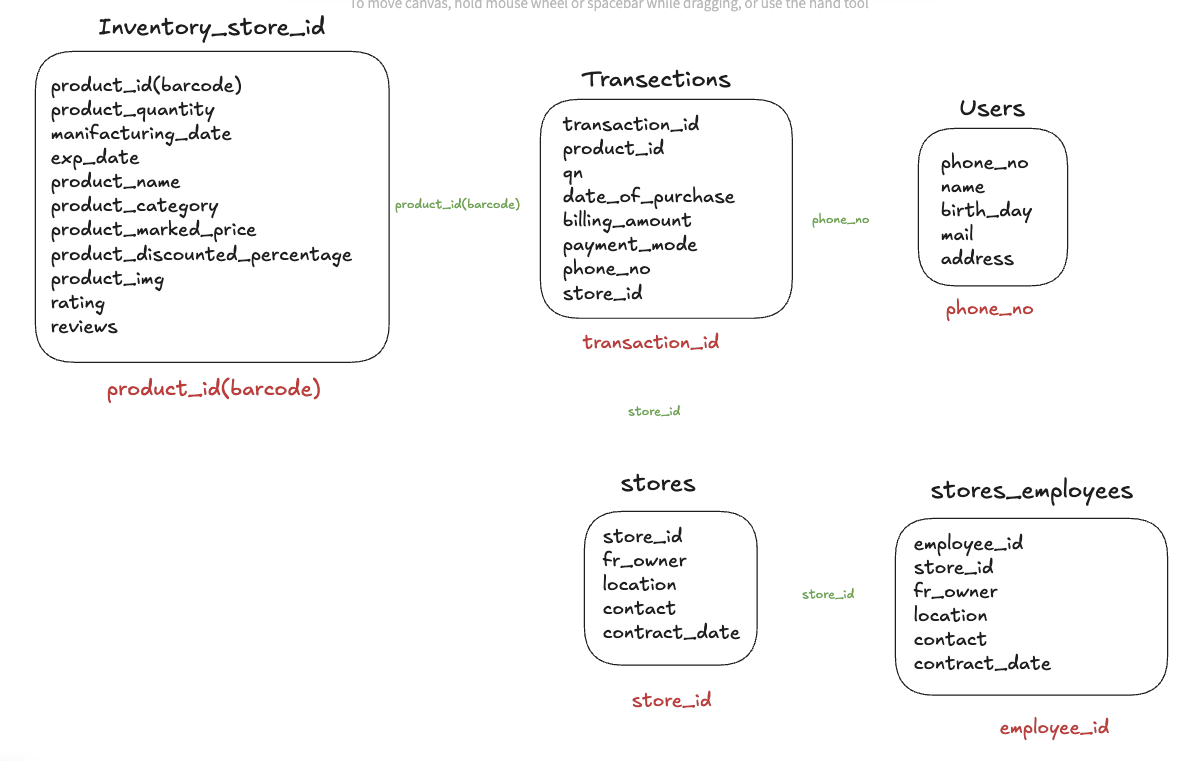 To move canvas, hold mouse wheel or spacebar while dragging, or use the hand tool
Inventory_store_id
product_id(barcode)
product_quantity
manifacturing_date
exp_date
product_name
product_category
product_marked_price
product_discounted_percentage
product_img
rating
reviews
product_id(barcode)
product_id(barcode)
Transections
transaction_id
product_id
qn
date_of_purchase
billing_amount
payment_mode
phone_no
store_id
transaction_id
phone_no
Users
phone_no
name
birth_day
mail
address
phone_no
store_id
stores
store_id
fr_owner
location
contact
contract_date
store_id
store_id
stores_employees
employee_id
store_id
fr_owner
location
contact
contract_date
employee_id